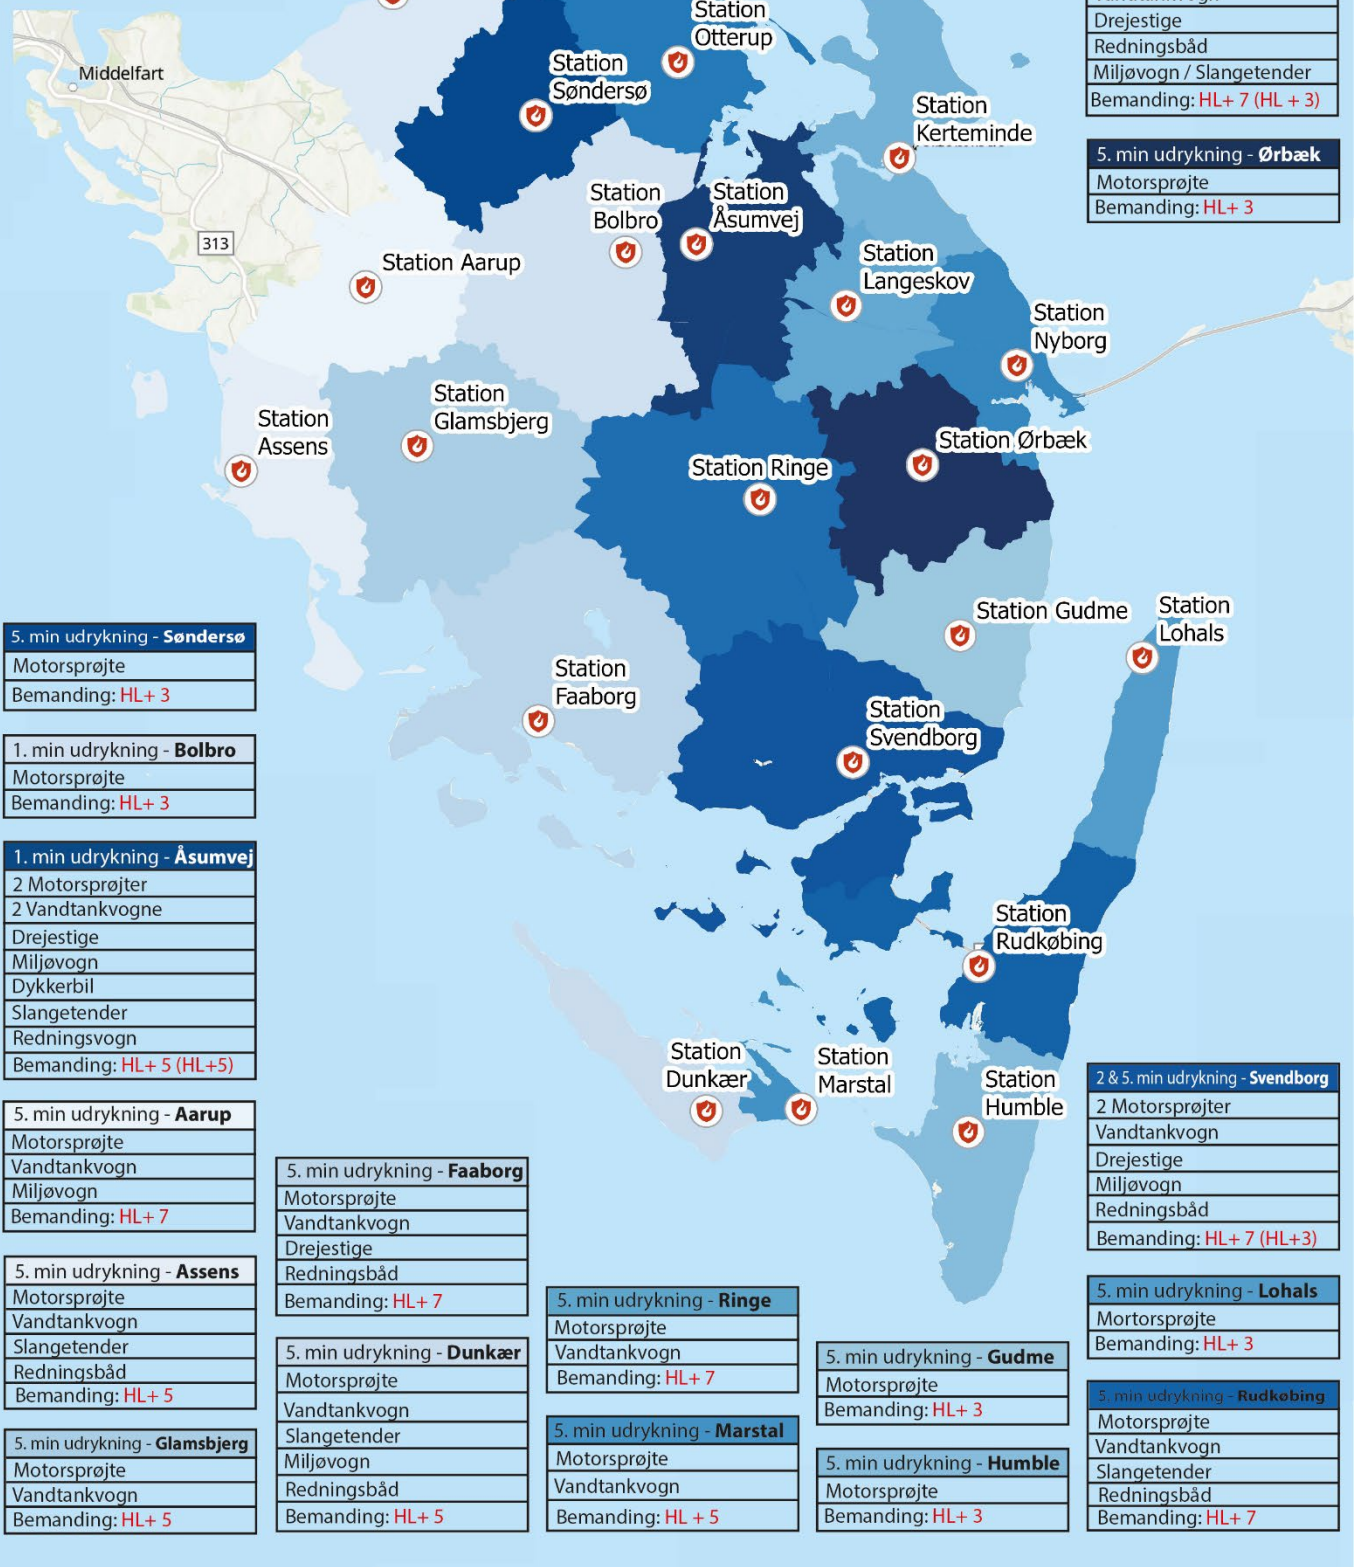 Station
Otterup
Drejestige
Redningsbåd
Miljøvogn / Slangetender
Bemanding: HL+ 7 (HL + 3)
Middelfart
Station
Søndersø
Station
Kerteminde
5. min udrykning - Ørbæk
Motorsprøjte
Bemanding: HL+ 3
Station
Bolbro
Station
Åsumvej
313
Station Aarup
Station
Langeskov
Station
Nyborg
Station
Glamsbjerg
Station
Assens
Station Ørbæk
Station Ringe
Station Gudme
Station
Lohals
Station
Faaborg
Station
Svendborg
Station
Rudkøbing
Station
Dunkær
Station
Marstal
Station
Humble
5. min udrykning - Søndersø
Motorsprøjte
Bemanding: HL+ 3
1. min udrykning - Bolbro
Motorsprøjte
Bemanding: HL+ 3
1. min udrykning - Åsumvej
2 Motorsprøjter
2 Vandtankvogne
Drejestige
Miljøvogn
Dykkerbil
Slangetender
Redningsvogn
Bemanding: HL+ 5 (HL+5)
5. min udrykning - Aarup
Motorsprøjte
Vandtankvogn
Miljøvogn
Bemanding: HL+ 7
5. min udrykning - Assens
Motorsprøjte
Vandtankvogn
Slangetender
Redningsbåd
Bemanding: HL+ 5
5. min udrykning - Glamsbjerg
Motorsprøjte
Vandtankvogn
Bemanding: HL+ 5
5. min udrykning - Faaborg
Motorsprøjte
Vandtankvogn
Drejestige
Redningsbåd
Bemanding: HL+ 7
5. min udrykning - Dunkær
Motorsprøjte
Vandtankvogn
Slangetender
Miljøvogn
Redningsbåd
Bemanding: HL+ 5
5. min udrykning - Ringe
Motorsprøjte
Vandtankvogn
Bemanding: HL+ 7
5. min udrykning - Marstal
Motorsprøjte
Vandtankvogn
Bemanding: HL + 5
5. min udrykning - Gudme
Motorsprøjte
Bemanding: HL+ 3
5. min udrykning - Humble
Motorsprøjte
Bemanding: HL+ 3
2 & 5. min udrykning - Svendborg
2 Motorsprøjter
Vandtankvogn
Drejestige
Miljøvogn
Redningsbåd
Bemanding: HL+ 7 (HL+3)
5. min udrykning - Lohals
Mortorsprøjte
Bemanding: HL+ 3
5. min udrykning - Rudkøbing
Motorsprøjte
Vandtankvogn
Slangetender
Redningsbåd
Bemanding: HL+ 7